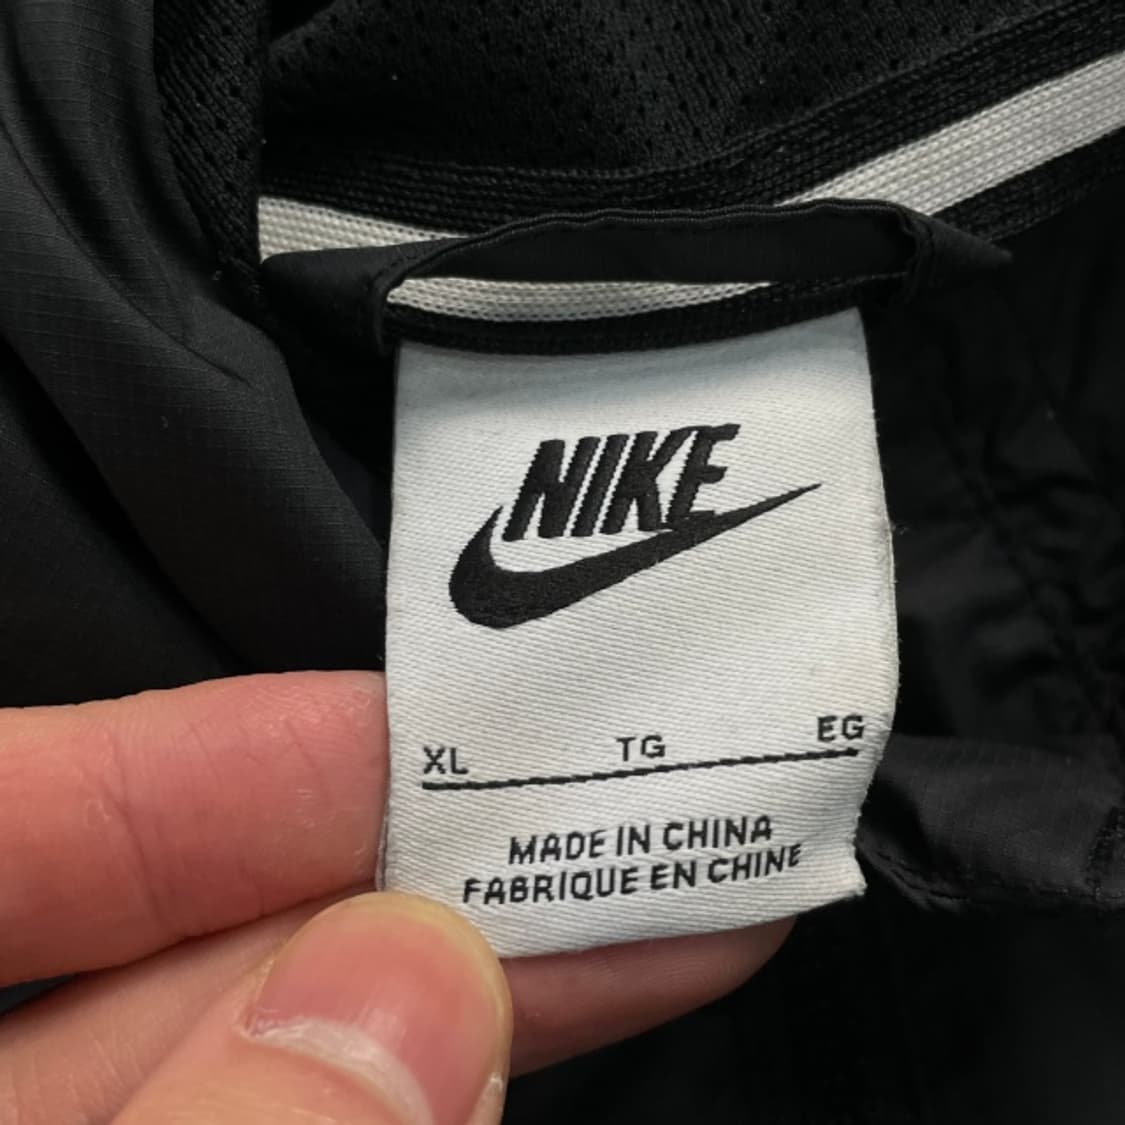 NIKE
XL TG EG
MADE IN CHINA
FABRIQUE EN CHINE